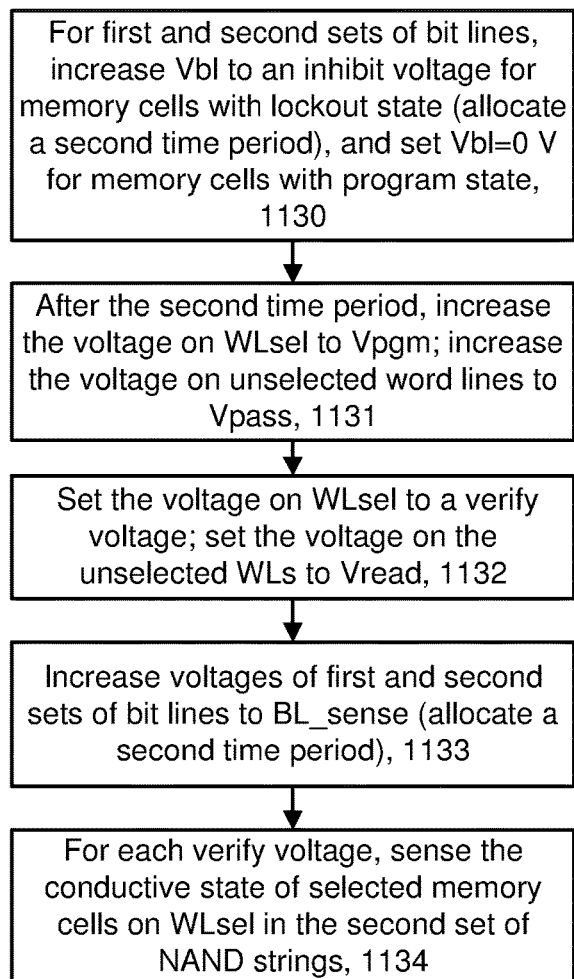 For first and second sets of bit lines,
increase Vbl to an inhibit voltage for
memory cells with lockout state (allocate
a second time period), and set Vbl=0 V
for memory cells with program state,
1130
After the second time period, increase
the voltage on WLsel to Vpgm; increase
the voltage on unselected word lines to
Vpass, 1131
Set the voltage on WLsel to a verify
voltage; set the voltage on the
unselected WLs to Vread, 1132
Increase voltages of first and second
sets of bit lines to BL_sense (allocate a
second time period), 1133
For each verify voltage, sense the
conductive state of selected memory
cells on WLsel in the second set of
NAND strings, 1134